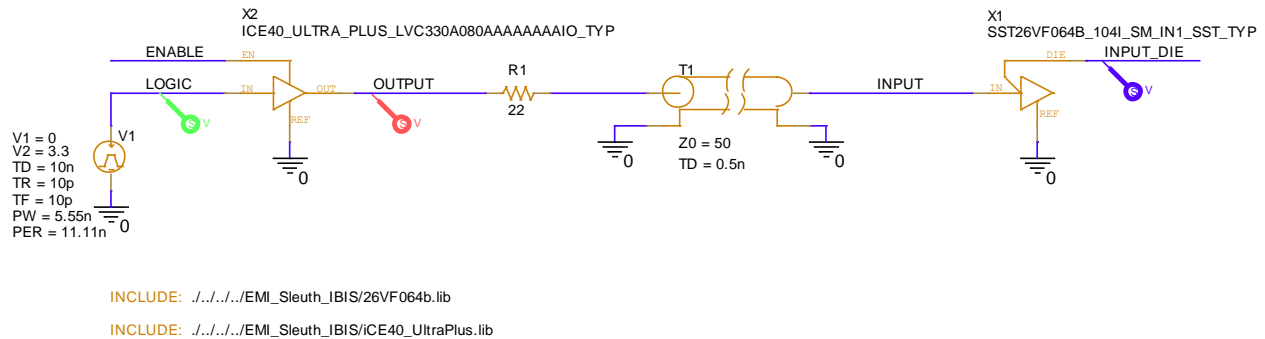 X2
ICE40_ULTRA_PLUS_LVC330A080AAAAAAAAIO_TYP
X1
SST26VF064B_104I_SM_IN1_SST_TYP
ENABLE
EN
DIE
INPUT_DIE
LOGIC
IN
OUT
OUTPUT
R1
22
T1
INPUT
IN
V
V
V
REF
REF
V1
V1 = 0
V2 = 3.3
TD = 10n
TR = 10p
TF = 10p
PW = 5.55n
PER = 11.11n
0
0
0
Z0 = 50
TD = 0.5n
0
0
INCLUDE: ./../../../EMI_Sleuth_IBIS/26VF064b.lib
INCLUDE: ./../../../EMI_Sleuth_IBIS/iCE40_UltraPlus.lib